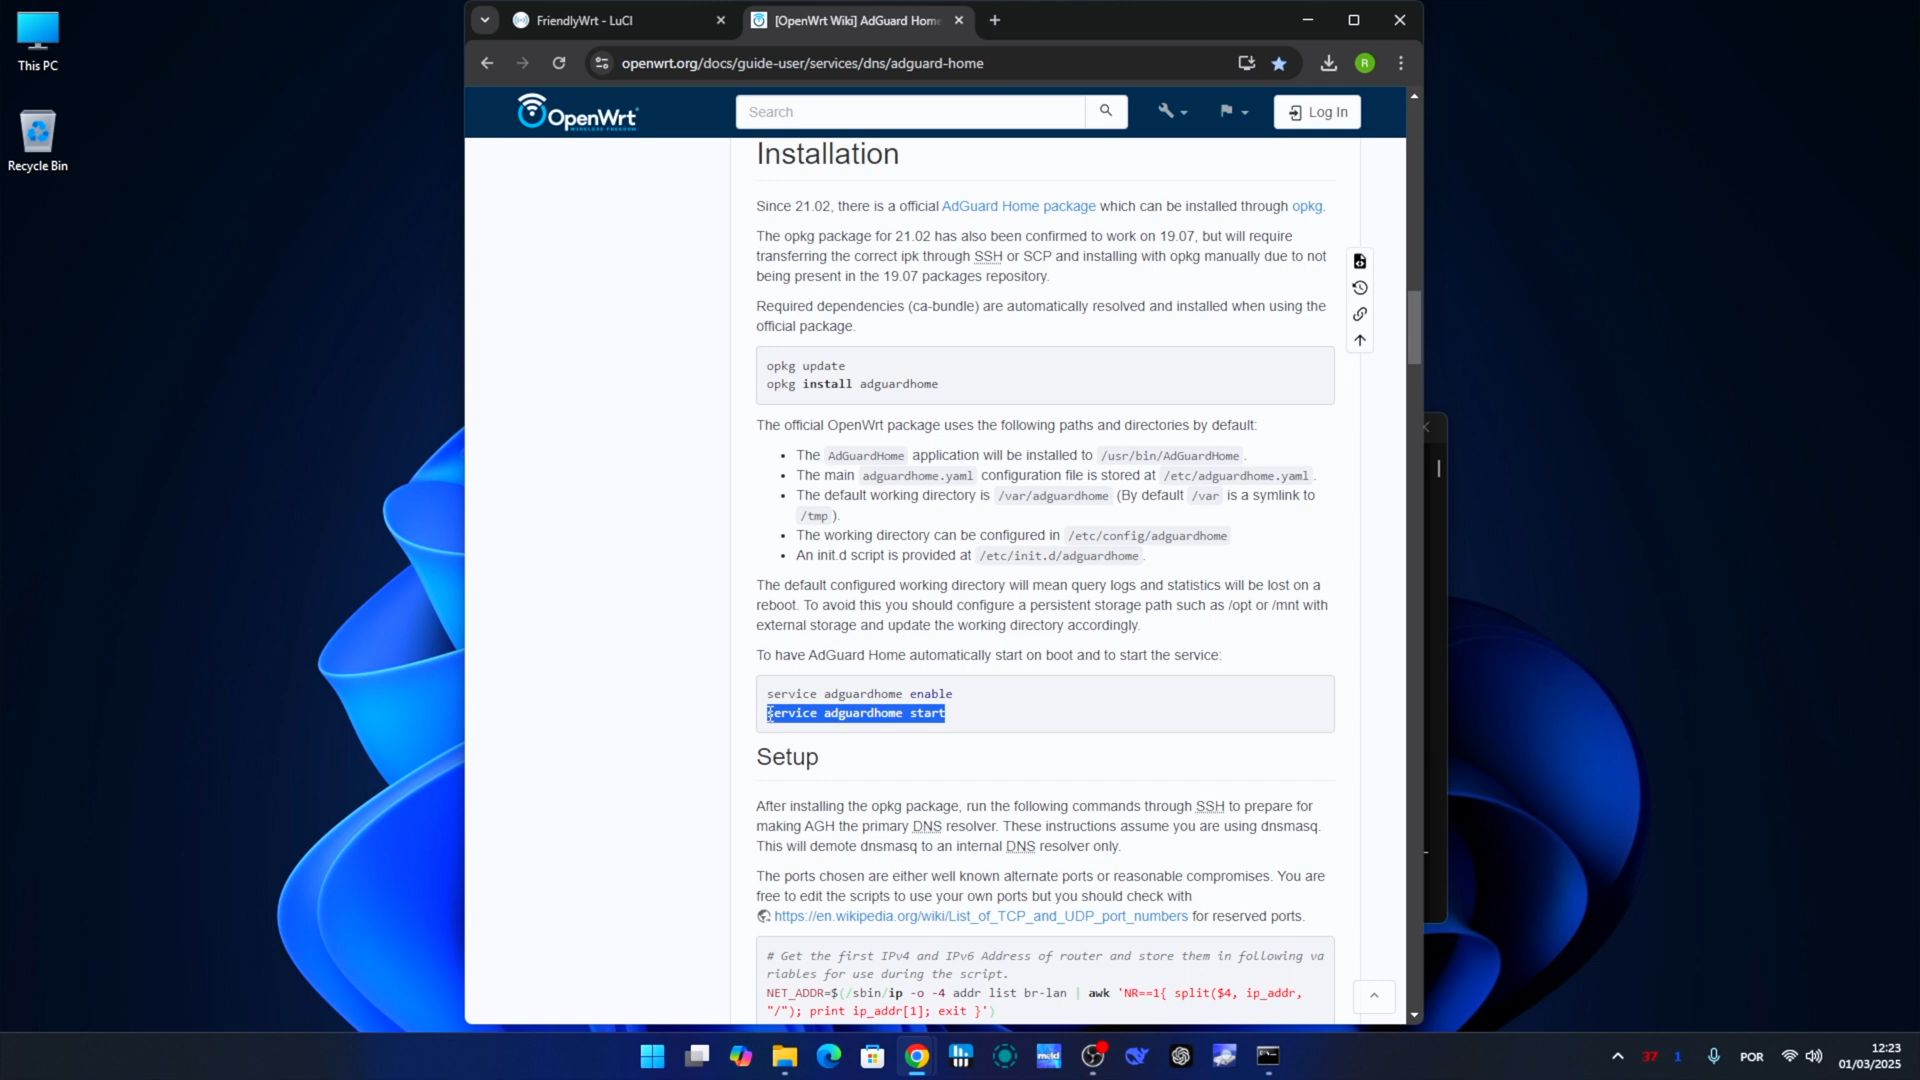 This PC
Recycle Bin
FriendlyWrt - LuCI
[OpenWrt Wiki] AdGuard Home
openwrt.org/docs/guide-user/services/dns/adguard-home
R
OpenWrt
WIRELESS FREEDOM
Search
Log In
Installation
Since 21.02, there is a official AdGuard Home package which can be installed through opkg.
The opkg package for 21.02 has also been confirmed to work on 19.07, but will require
transferring the correct ipk through SSH or SCP and installing with opkg manually due to not
being present in the 19.07 packages repository.
Required dependencies (ca-bundle) are automatically resolved and installed when using the
official package.
opkg update
opkg install adguardhome
The official OpenWrt package uses the following paths and directories by default:
• The AdGuardHome application will be installed to /usr/bin/AdGuardHome.
• The main adguardhome.yaml configuration file is stored at /etc/adguardhome.yaml.
• The default working directory is /var/adguardhome (By default /var is a symlink to
/tmp ).
• The working directory can be configured in /etc/config/adguardhome
• An init.d script is provided at /etc/init.d/adguardhome.
The default configured working directory will mean query logs and statistics will be lost on a
reboot. To avoid this you should configure a persistent storage path such as /opt or /mnt with
external storage and update the working directory accordingly.
To have AdGuard Home automatically start on boot and to start the service:
service adguardhome enable
service adguardhome start
Setup
After installing the opkg package, run the following commands through SSH to prepare for
making AGH the primary DNS resolver. These instructions assume you are using dnsmasq.
This will demote dnsmasq to an internal DNS resolver only.
The ports chosen are either well known alternate ports or reasonable compromises. You are
free to edit the scripts to use your own ports but you should check with
https://en.wikipedia.org/wiki/List_of_TCP_and_UDP_port_numbers for reserved ports.
# Get the first IPv4 and IPv6 Address of router and store them in following va
riables for use during the script.
NET_ADDR=$(/sbin/ip -o -4 addr list br-lan | awk 'NR==1{ split($4, ip_addr,
"/"); print ip_addr[1]; exit }')
37
1
POR
12:23
01/03/2025